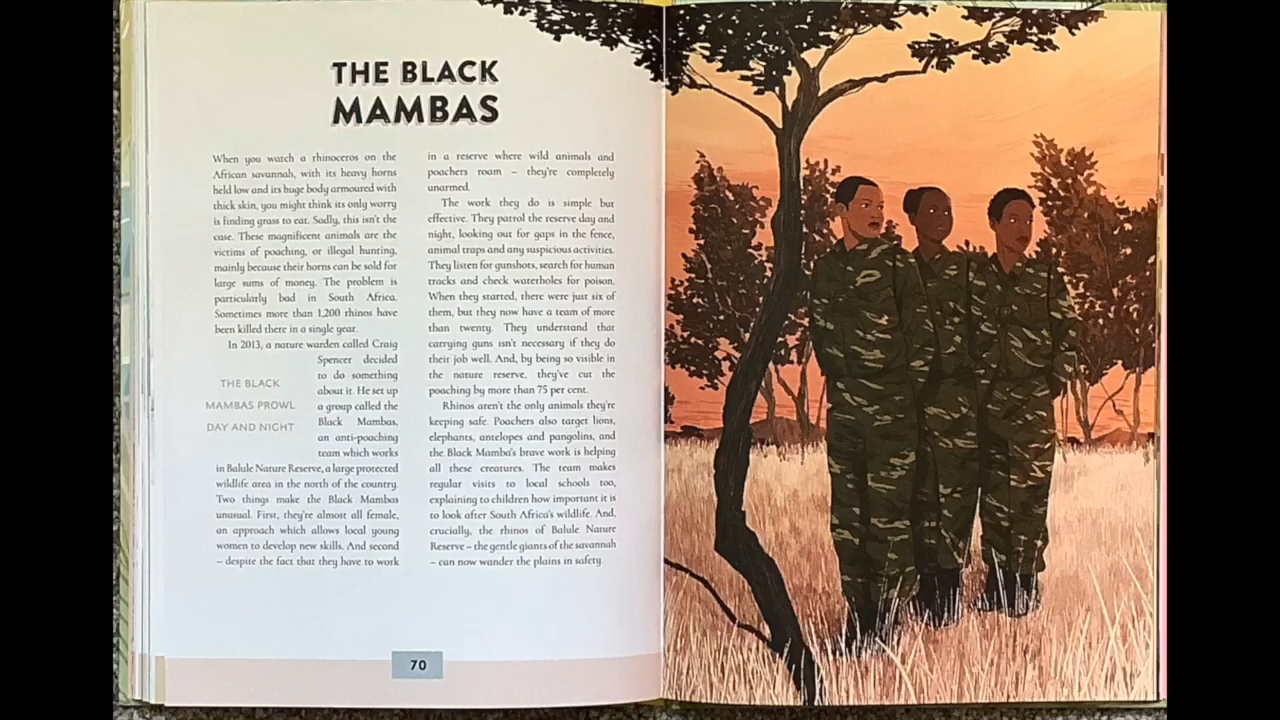 THE BLACK
MAMBAS
When you watch a rhinoceros on the
African savannah, with its heavy horns
held low and its huge body armoured with
thick skin, you might think its only worry
is finding grass to eat. Sadly, this isn't the
case. These magnificent animals are the
victims of poaching, or illegal hunting,
mainly because their horns can be sold for
large sums of money. The problem is
particularly bad in South Africa.
Sometimes more than 1,200 rhinos have
been killed there in a single year.
In 2013, a nature warden called Craig
Spencer decided
to do something
about it. He set up
a group called the
Black Mambas,
an anti-poaching
team which works
in Balule Nature Reserve, a large protected
wildlife area in the north of the country.
Two things make the Black Mambas
unusual. First, they're almost all female,
an approach which allows local young
women to develop new skills. And second
– despite the fact that they have to work
THE BLACK
MAMBAS PROWL
DAY AND NIGHT
in a reserve where wild animals and
poachers roam – they're completely
unarmed.
The work they do is simple but
effective. They patrol the reserve day and
night, looking out for gaps in the fence,
animal traps and any suspicious activities.
They listen for gunshots, search for human
tracks and check waterholes for poison.
When they started, there were just six of
them, but they now have a team of more
than twenty. They understand that
carrying guns isn't necessary if they do
their job well. And, by being so visible in
the nature reserve, they've cut the
poaching by more than 75 per cent.
Rhinos aren't the only animals they're
keeping safe. Poachers also target lions,
elephants, antelopes and pangolins, and
the Black Mamba's brave work is helping
all these creatures. The team makes
regular visits to local schools too,
explaining to children how important it is
to look after South Africa's wildlife. And,
crucially, the rhinos of Balule Nature
Reserve – the gentle giants of the savannah
– can now wander the plains in safety.
70